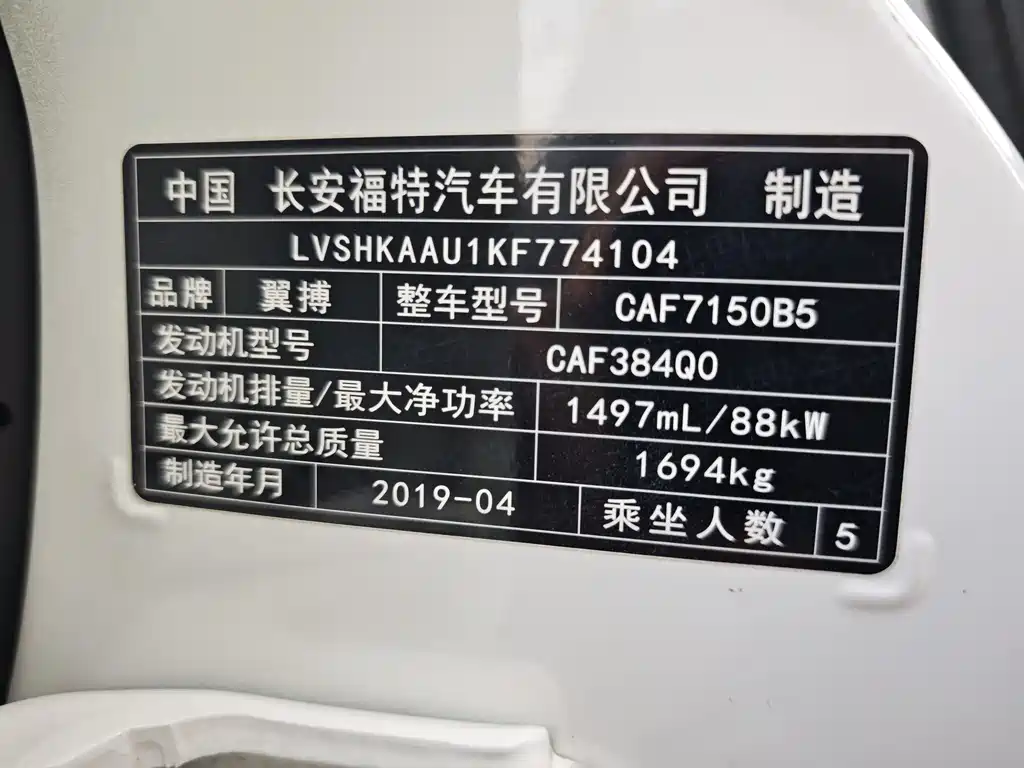 中国 长安福特汽车有限公司 制造
LVSHKAAU1KF774104
品牌 翼搏 整车型号 CAF7150B5
发动机型号 CAF384Q0
发动机排量/最大净功率 1497mL/88kW
最大允许总质量 1694kg
制造年月 2019-04 乘坐人数 5